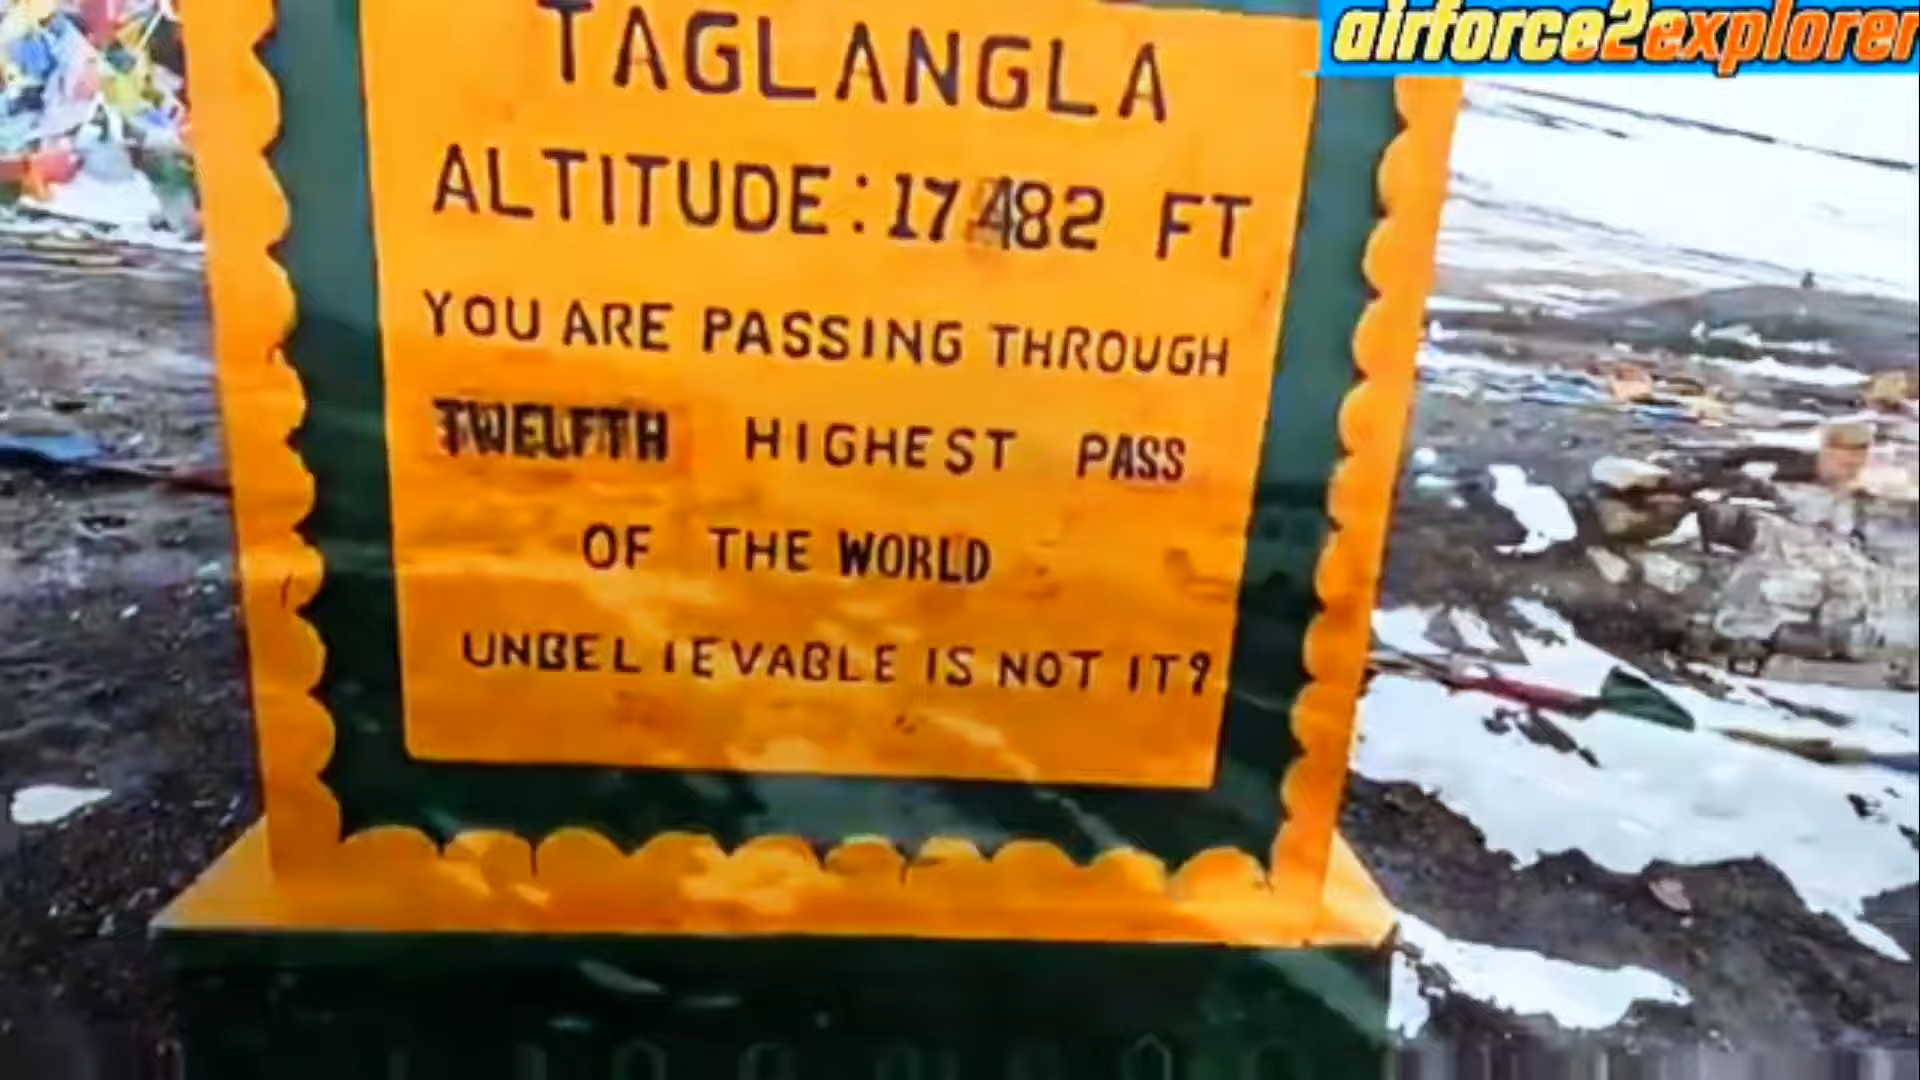 airforce2explorer
TAGLANGLA
ALTITUDE: 17482 FT
YOU ARE PASSING THROUGH
TWELFTH HIGHEST PASS
OF THE WORLD
UNBELIEVABLE IS NOT IT?